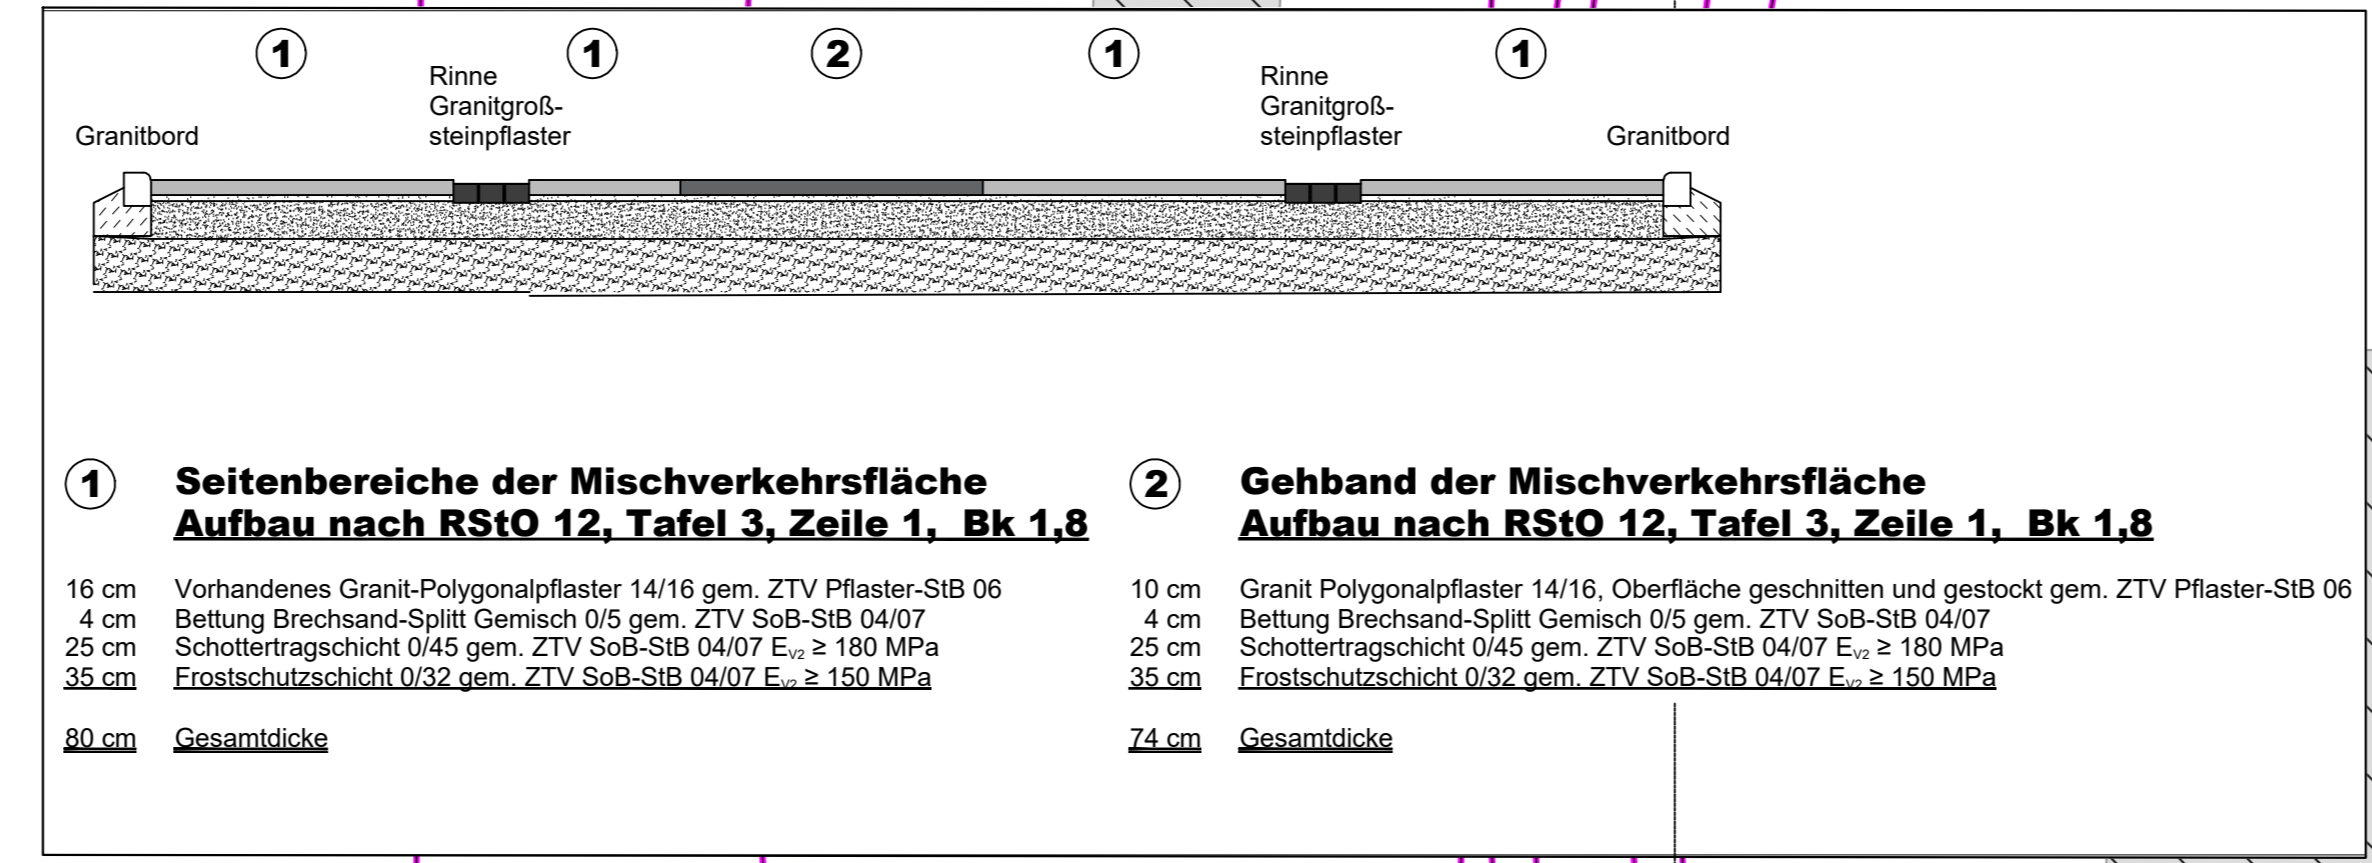 1
1
2
1
1
Rinne
Granitgroß-
steinpflaster
Rinne
Granitgroß-
steinpflaster
Granitbord
Granitbord
1
Seitenbereiche der Mischverkehrsfläche
Aufbau nach RStO 12, Tafel 3, Zeile 1, Bk 1,8
16 cm Vorhandenes Granit-Polygonalpflaster 14/16 gem. ZTV Pflaster-StB 06
4 cm Bettung Brechsand-Splitt Gemisch 0/5 gem. ZTV SoB-StB 04/07
25 cm Schottertragschicht 0/45 gem. ZTV SoB-StB 04/07 EV2 ≥ 180 MPa
35 cm Frostschutzschicht 0/32 gem. ZTV SoB-StB 04/07 EV2 ≥ 150 MPa
80 cm Gesamtdicke
2
Gehband der Mischverkehrsfläche
Aufbau nach RStO 12, Tafel 3, Zeile 1, Bk 1,8
10 cm Granit Polygonalpflaster 14/16, Oberfläche geschnitten und gestockt gem. ZTV Pflaster-StB 06
4 cm Bettung Brechsand-Splitt Gemisch 0/5 gem. ZTV SoB-StB 04/07
25 cm Schottertragschicht 0/45 gem. ZTV SoB-StB 04/07 EV2 ≥ 180 MPa
35 cm Frostschutzschicht 0/32 gem. ZTV SoB-StB 04/07 EV2 ≥ 150 MPa
74 cm Gesamtdicke